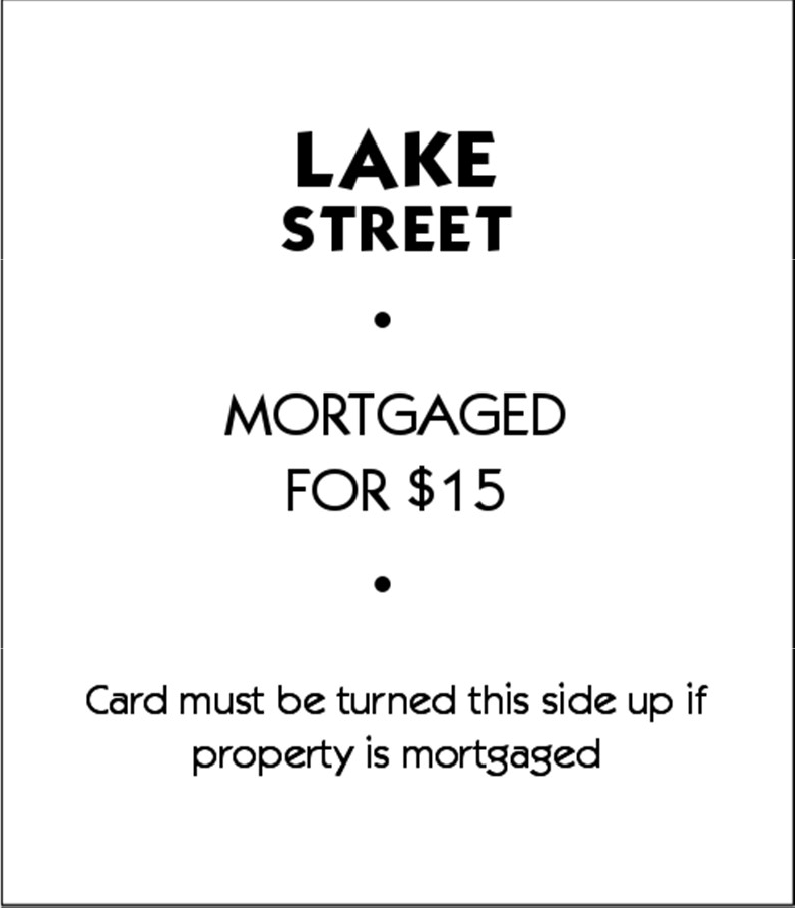 LAKE
STREET
•
MORTGAGED
FOR $15
•
Card must be turned this side up if
property is mortgaged